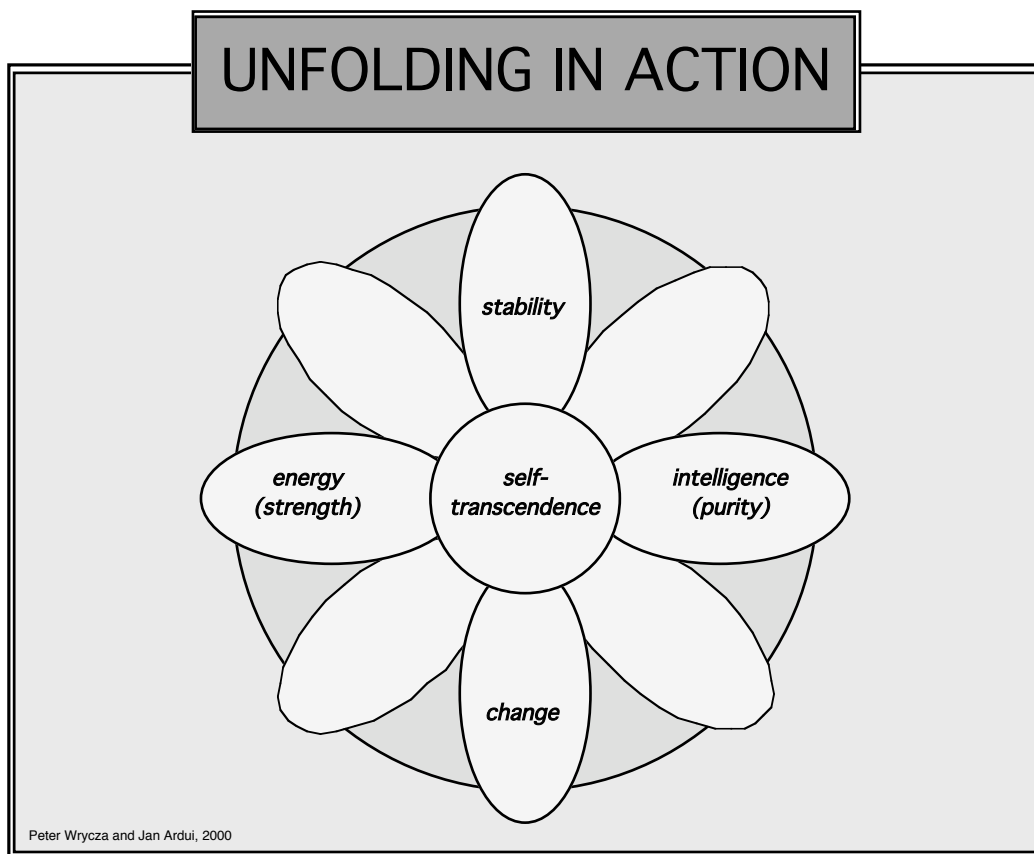 UNFOLDING IN ACTION
stability
energy
(strength)
self-
transcendence
intelligence
(purity)
change
Peter Wrycza and Jan Ardui, 2000